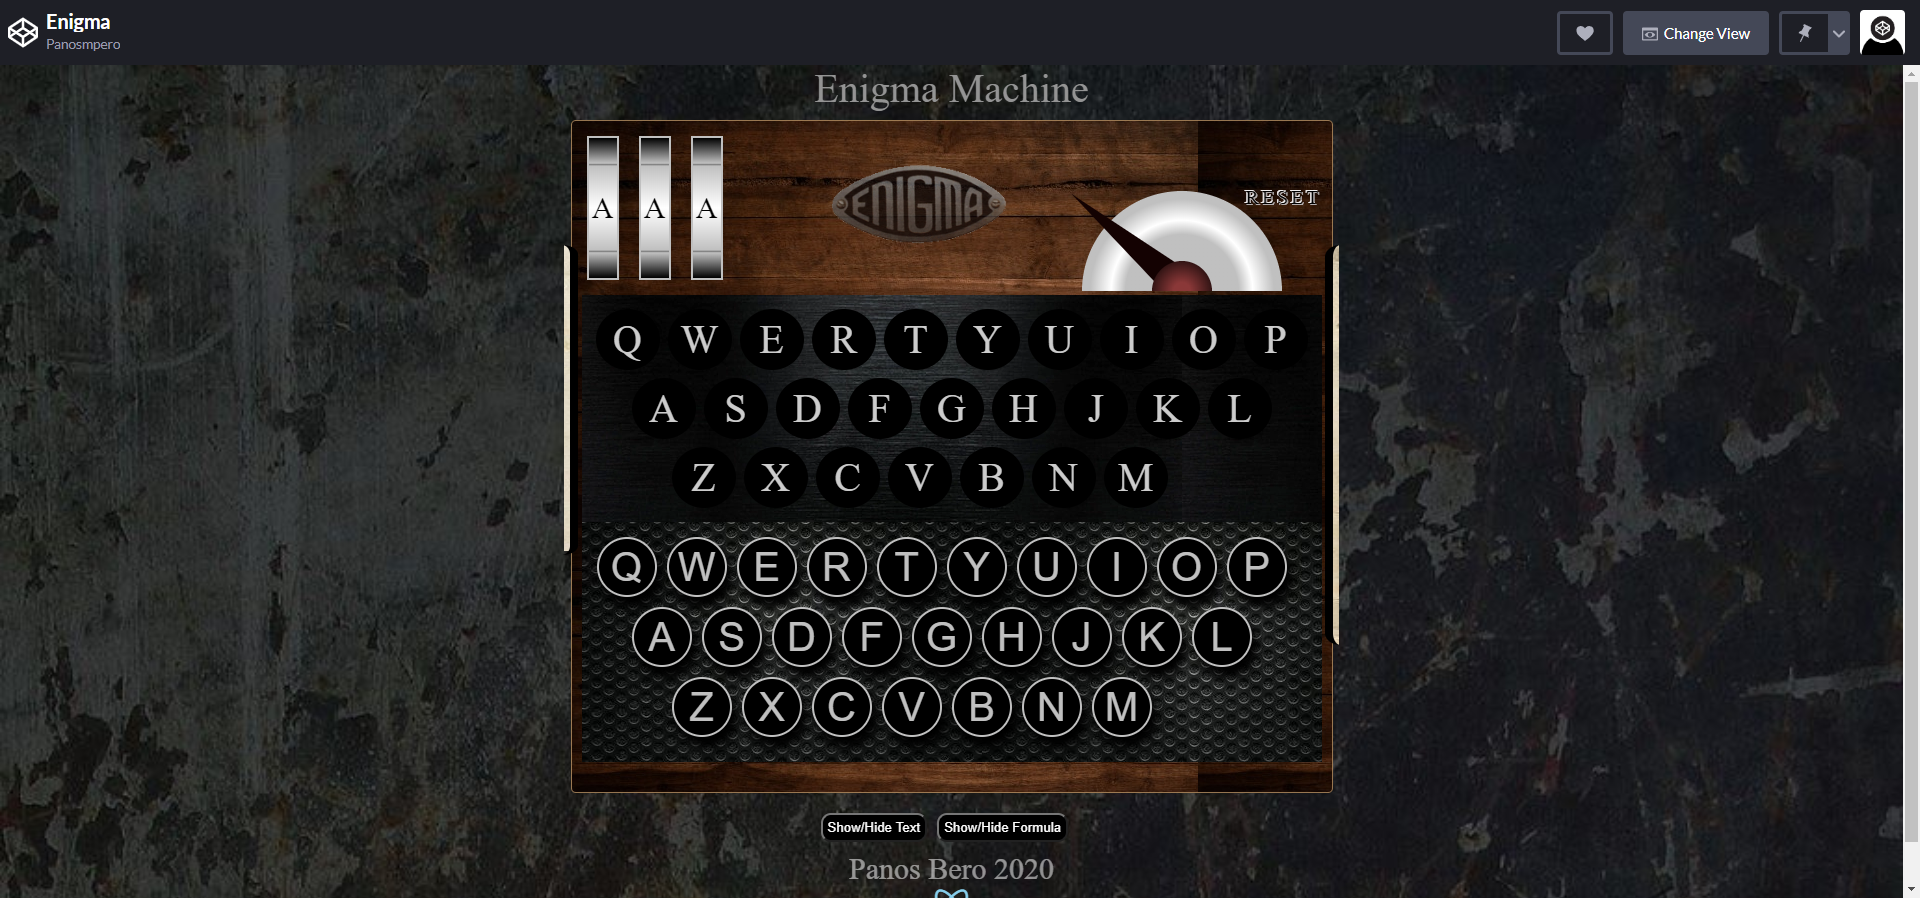 Enigma
Panosmpero
Change View
Enigma Machine
A A A
ENIGMA
RESET
Q W E R T Y U I O P
A S D F G H J K L
Z X C V B N M
Q W E R T Y U I O P
A S D F G H J K L
Z X C V B N M
Show/Hide Text Show/Hide Formula
Panos Bero 2020